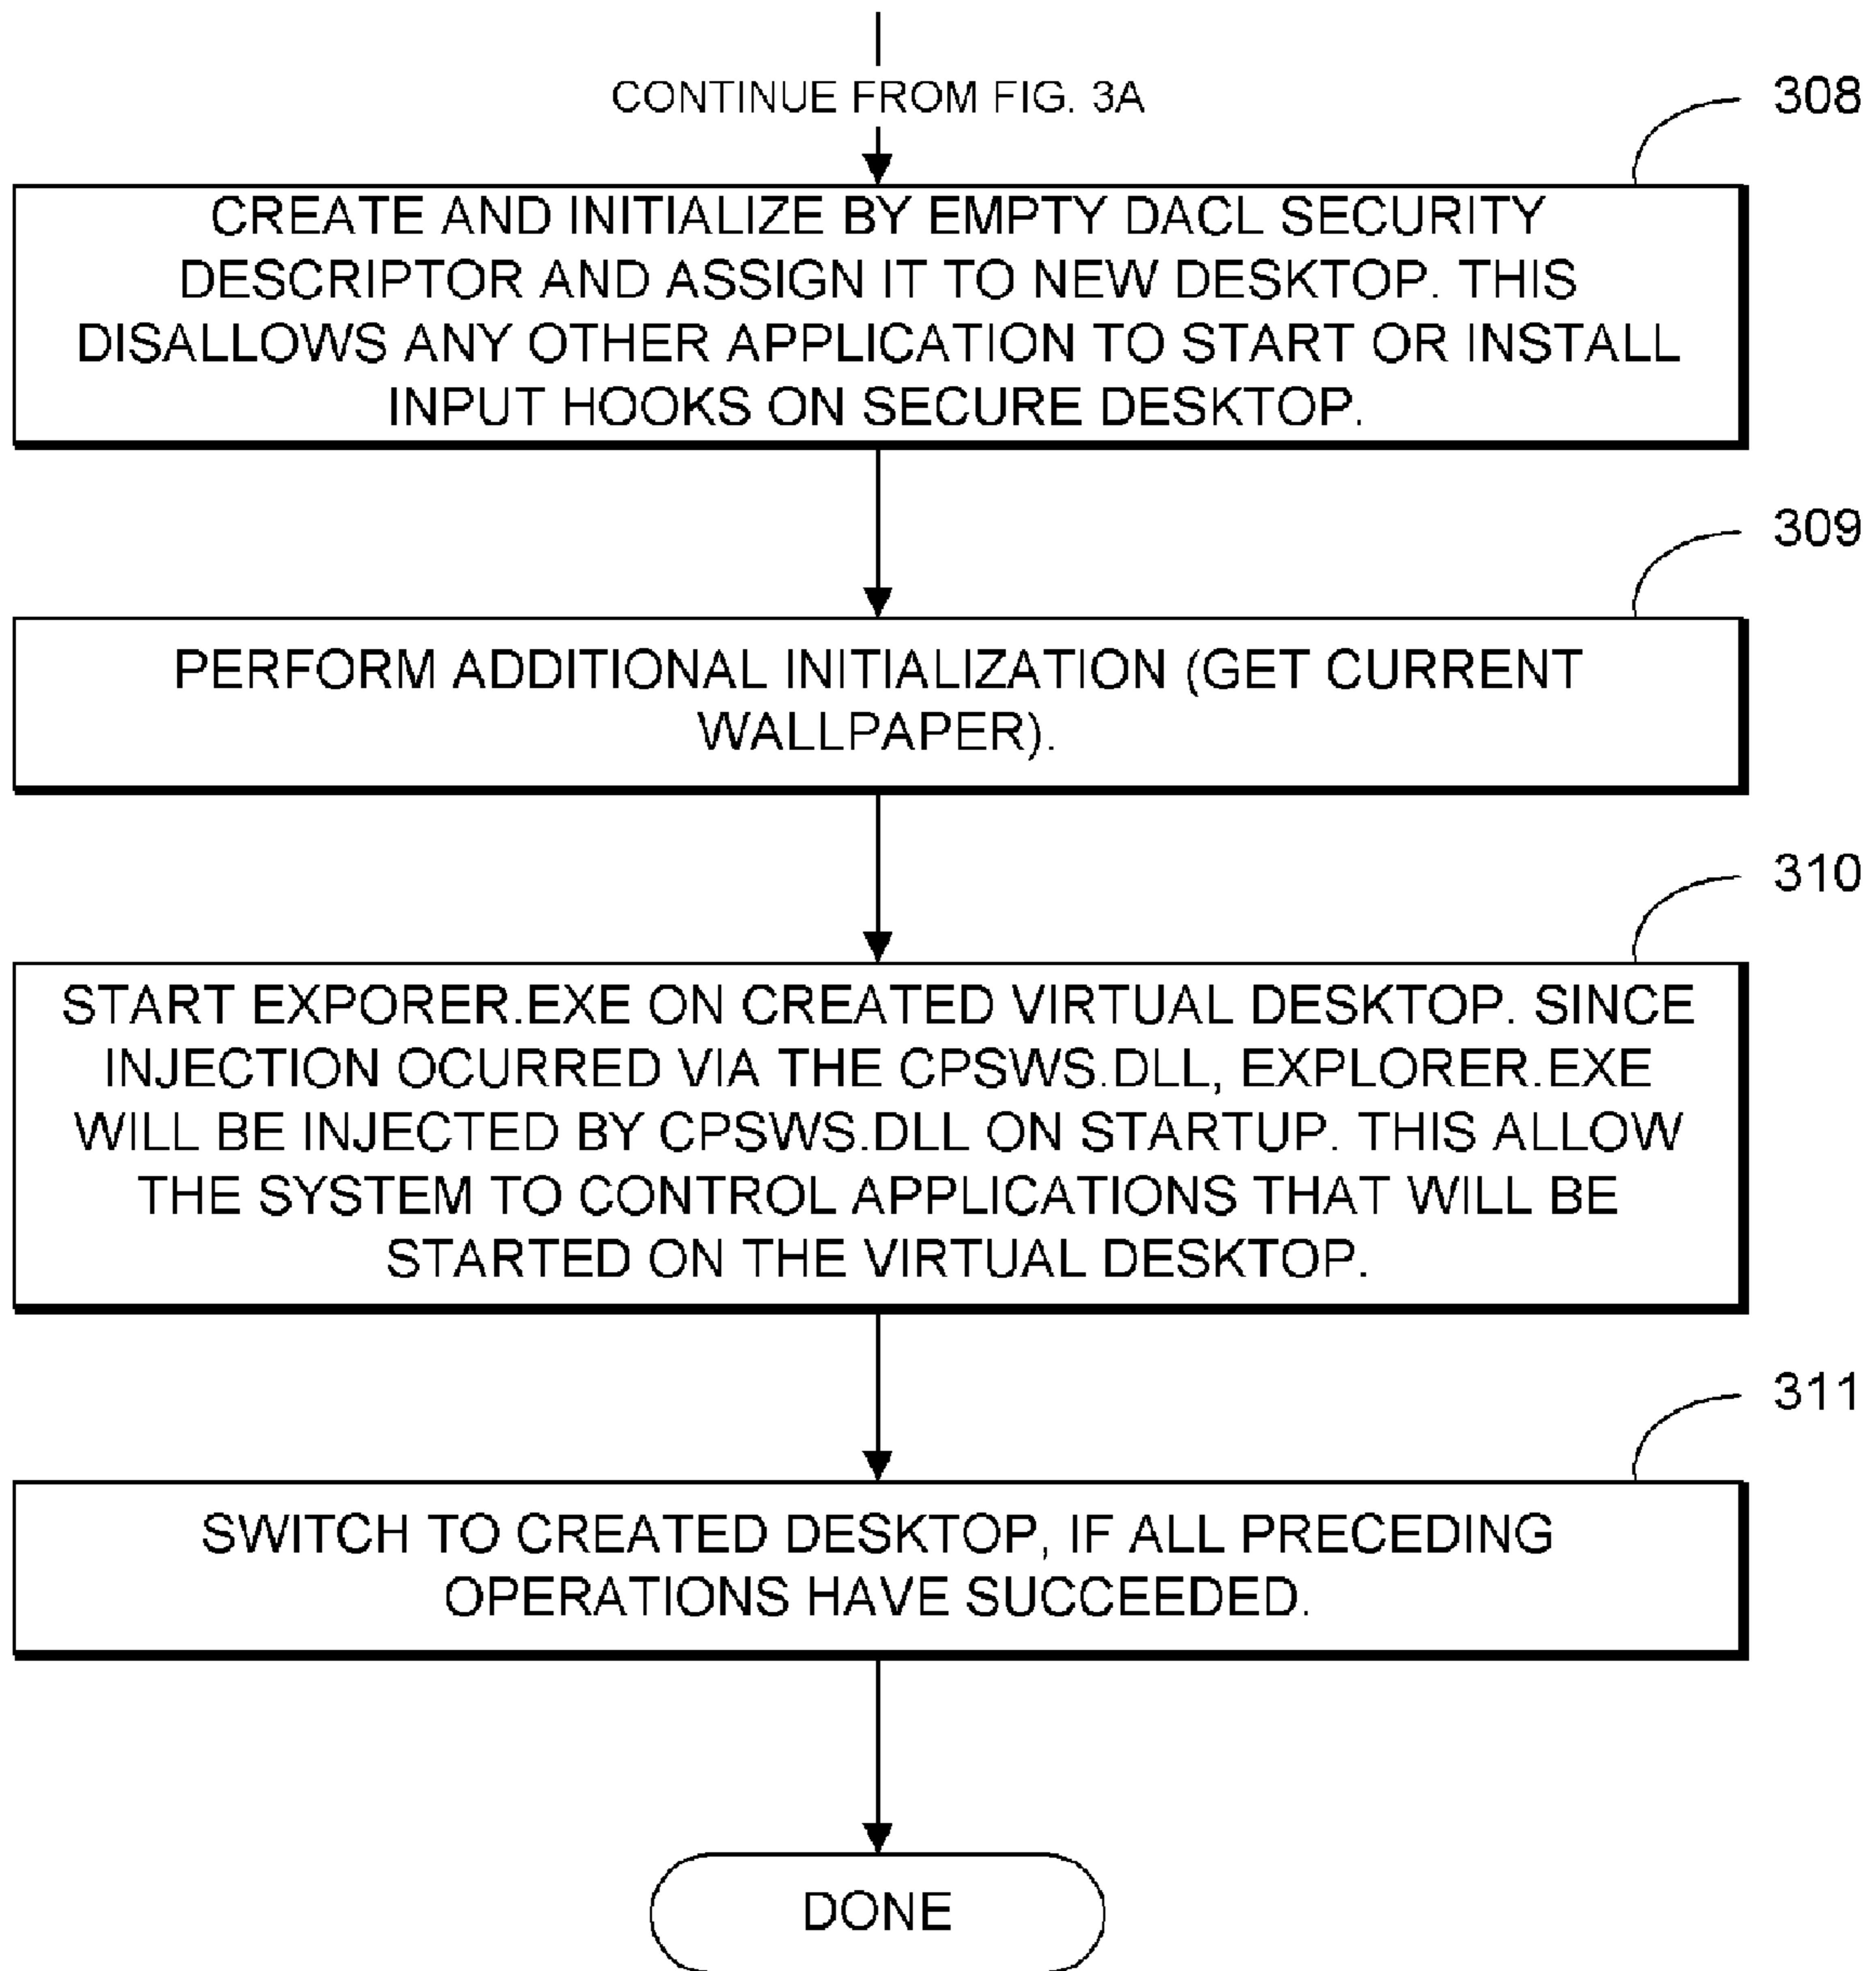 CONTINUE FROM FIG. 3A
308
CREATE AND INITIALIZE BY EMPTY DACL SECURITY
DESCRIPTOR AND ASSIGN IT TO NEW DESKTOP. THIS
DISALLOWS ANY OTHER APPLICATION TO START OR INSTALL
INPUT HOOKS ON SECURE DESKTOP.
309
PERFORM ADDITIONAL INITIALIZATION (GET CURRENT
WALLPAPER).
310
START EXPORER.EXE ON CREATED VIRTUAL DESKTOP. SINCE
INJECTION OCURRED VIA THE CPSWS.DLL, EXPLORER.EXE
WILL BE INJECTED BY CPSWS.DLL ON STARTUP. THIS ALLOW
THE SYSTEM TO CONTROL APPLICATIONS THAT WILL BE
STARTED ON THE VIRTUAL DESKTOP.
311
SWITCH TO CREATED DESKTOP, IF ALL PRECEDING
OPERATIONS HAVE SUCCEEDED.
DONE